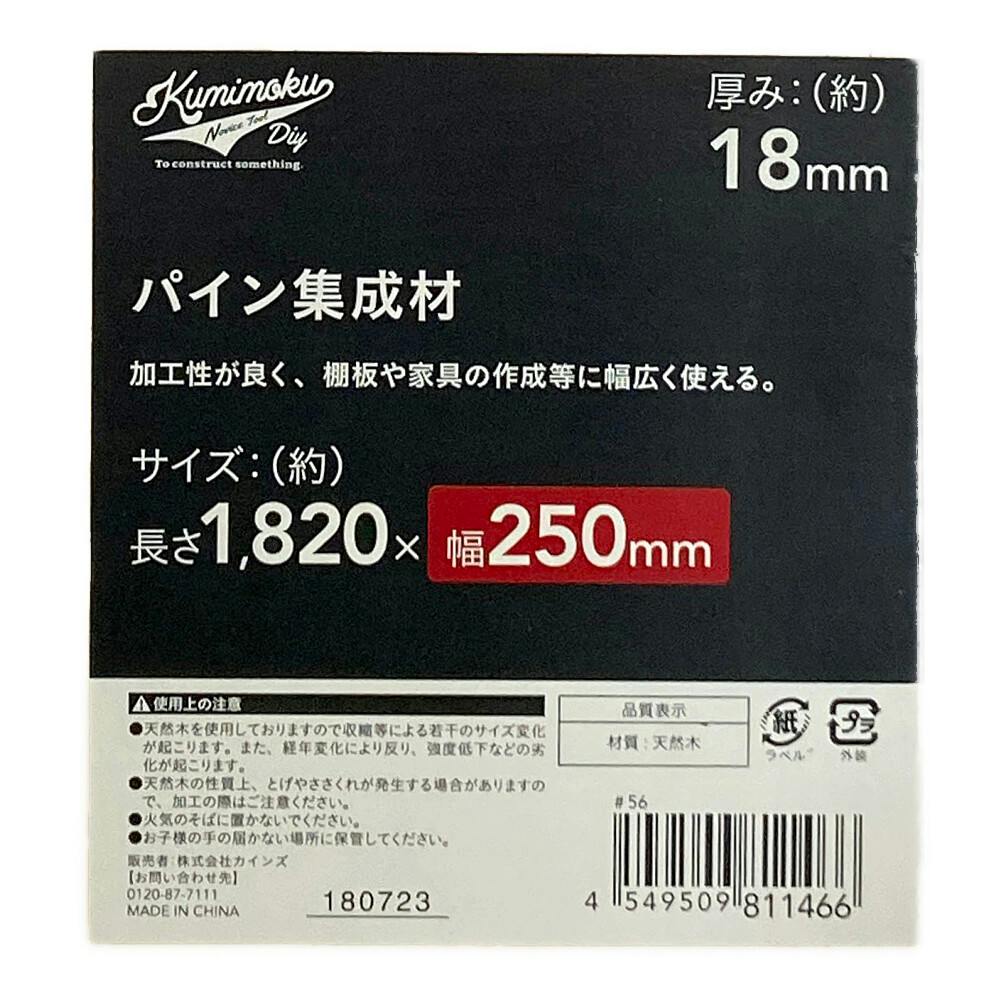 Kumimoku
Novice Tool
Diy
To construct something.
厚み：（約）
18mm
パイン集成材
加工性が良く、棚板や家具の作成等に幅広く使える。
サイズ：（約）
長さ1,820×幅250mm
使用上の注意
●天然木を使用しておりますので収縮等による若干のサイズ変化
が起こります。また、経年変化により反り、強度低下などの劣
化が起こります。
●天然木の性質上、とげやささくれが発生する場合がありますの
で、加工の際はご注意ください。
●火気のそばに置かないでください。
●お子様の手の届かない場所に保管してください。
販売者：株式会社カインズ
【お問い合わせ先】
0120-87-7111
MADE IN CHINA
180723
品質表示
材質：天然木
紙
ラベル
プラ
外装
#56
4 549509 811466